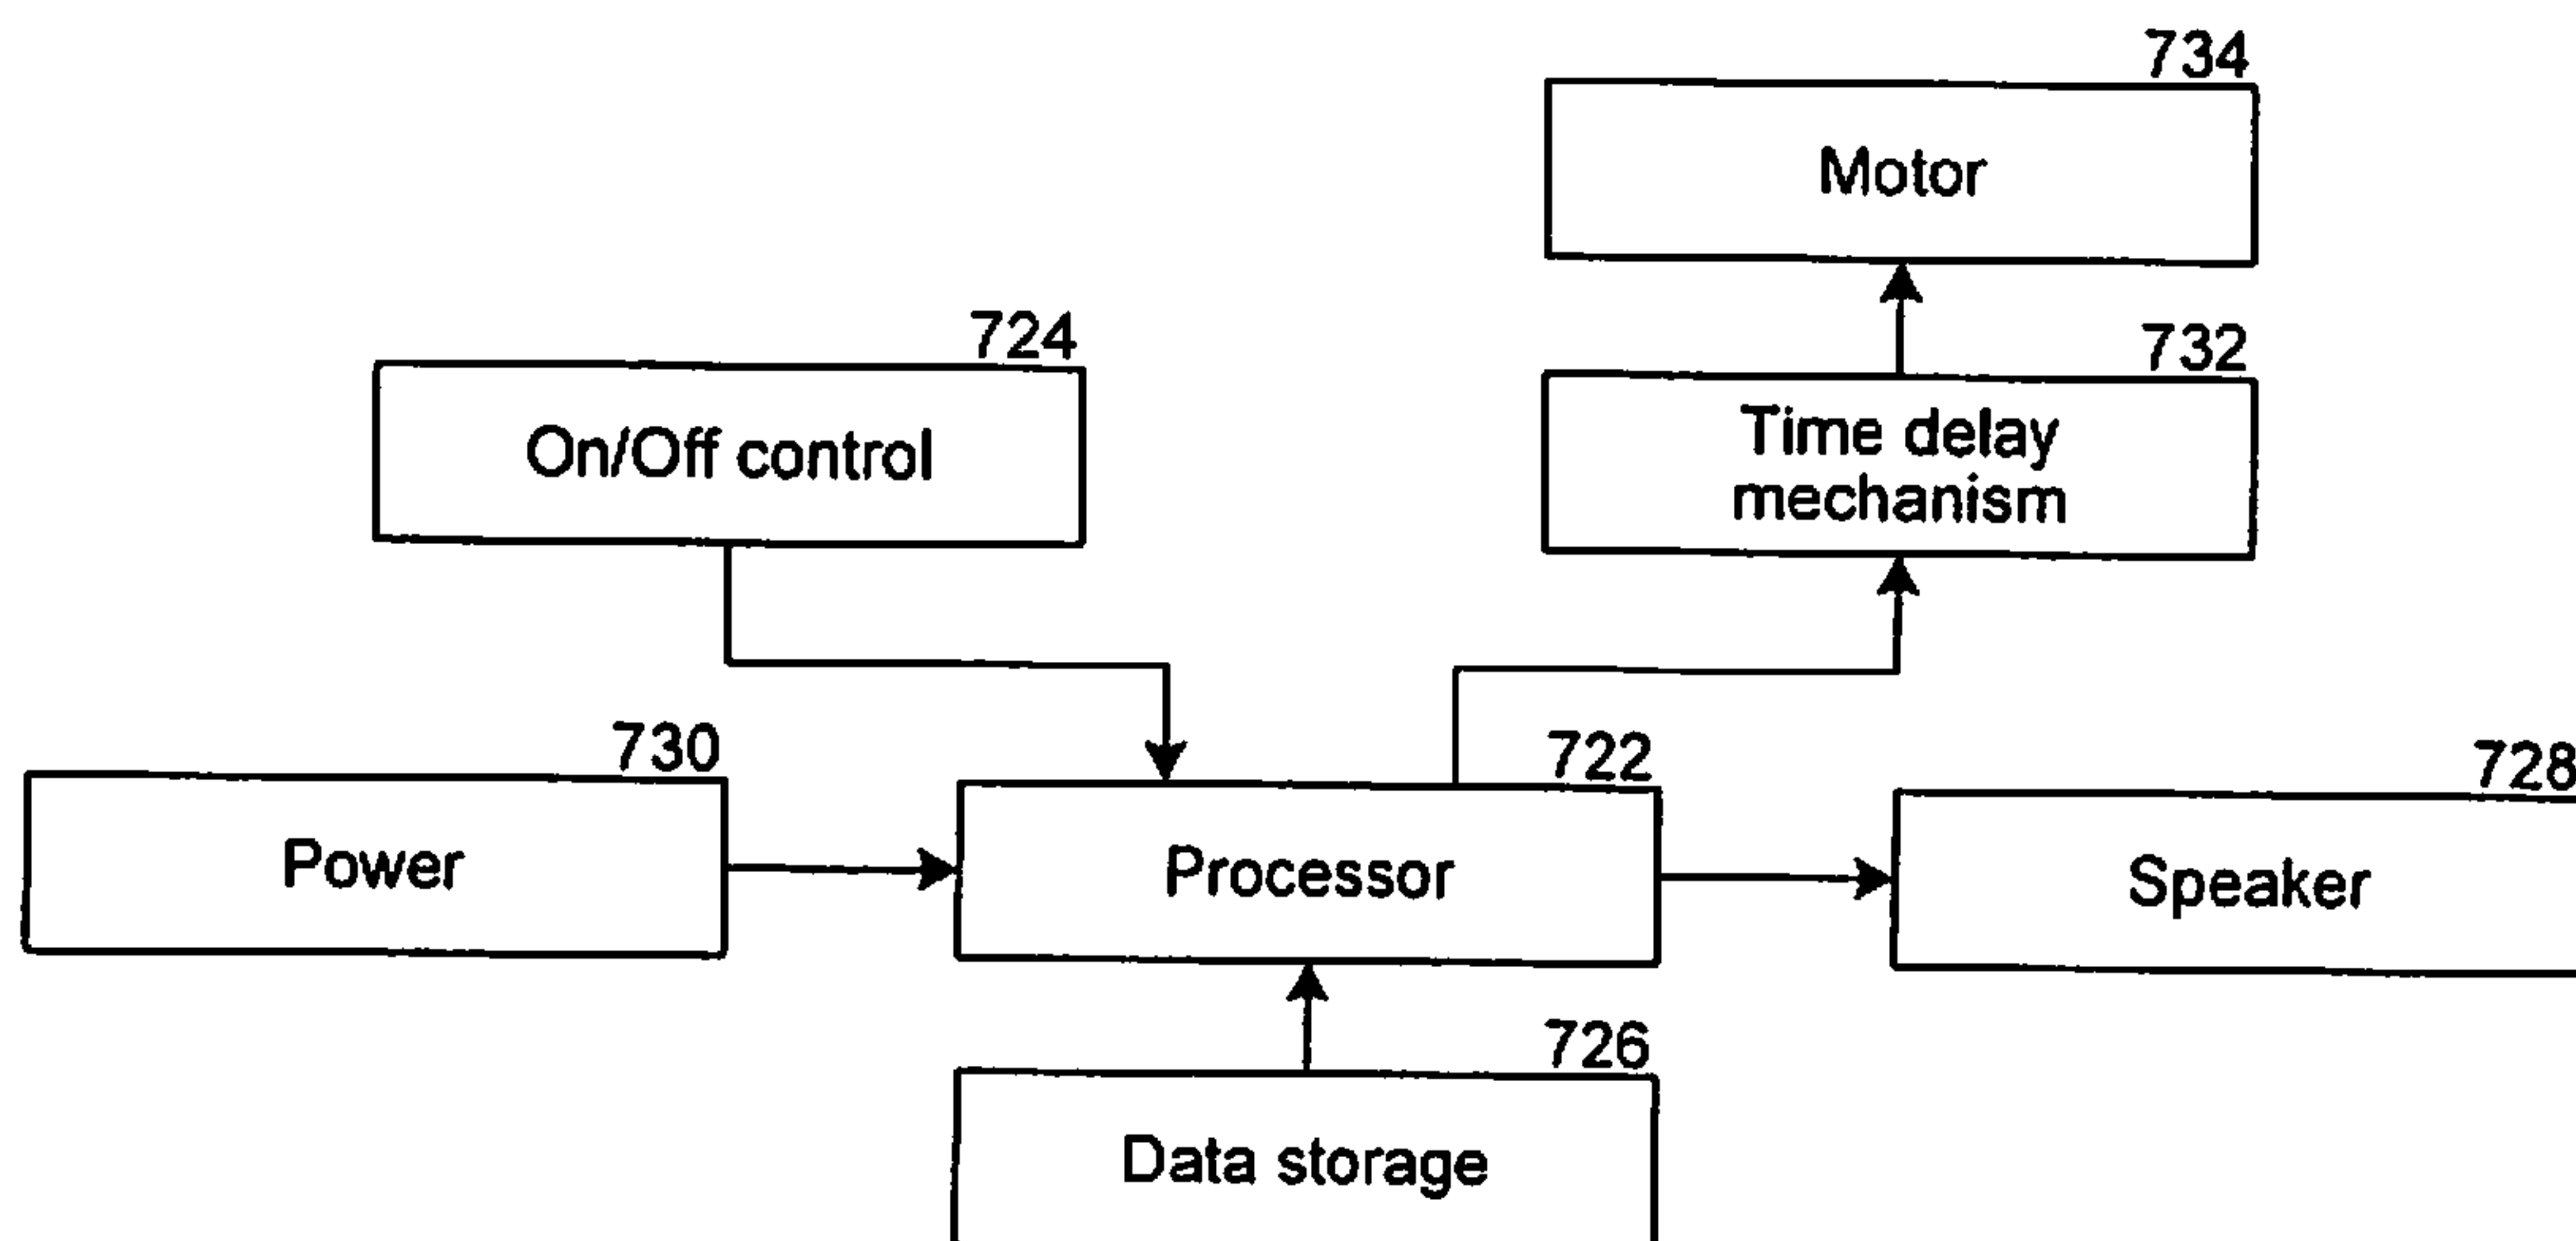 734
Motor
724
732
On/Off control
Time delay
mechanism
730
722
728
Power
Processor
Speaker
726
Data storage